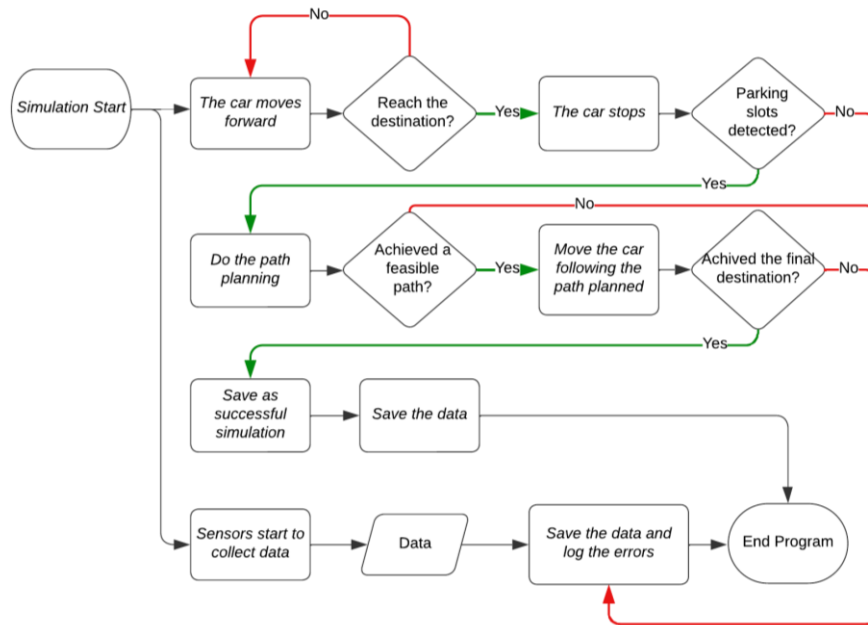 No
Simulation Start
The car moves
forward
Reach the
destination?
Yes
The car stops
Parking
slots
detected?
No
Yes
No
Do the path
planning
Achieved a
feasible
path?
Yes
Move the car
following the
path planned
Achived the final
destination?
No
Yes
Save as
successful
simulation
Save the data
Sensors start to
collect data
Data
Save the data and
log the errors
End Program